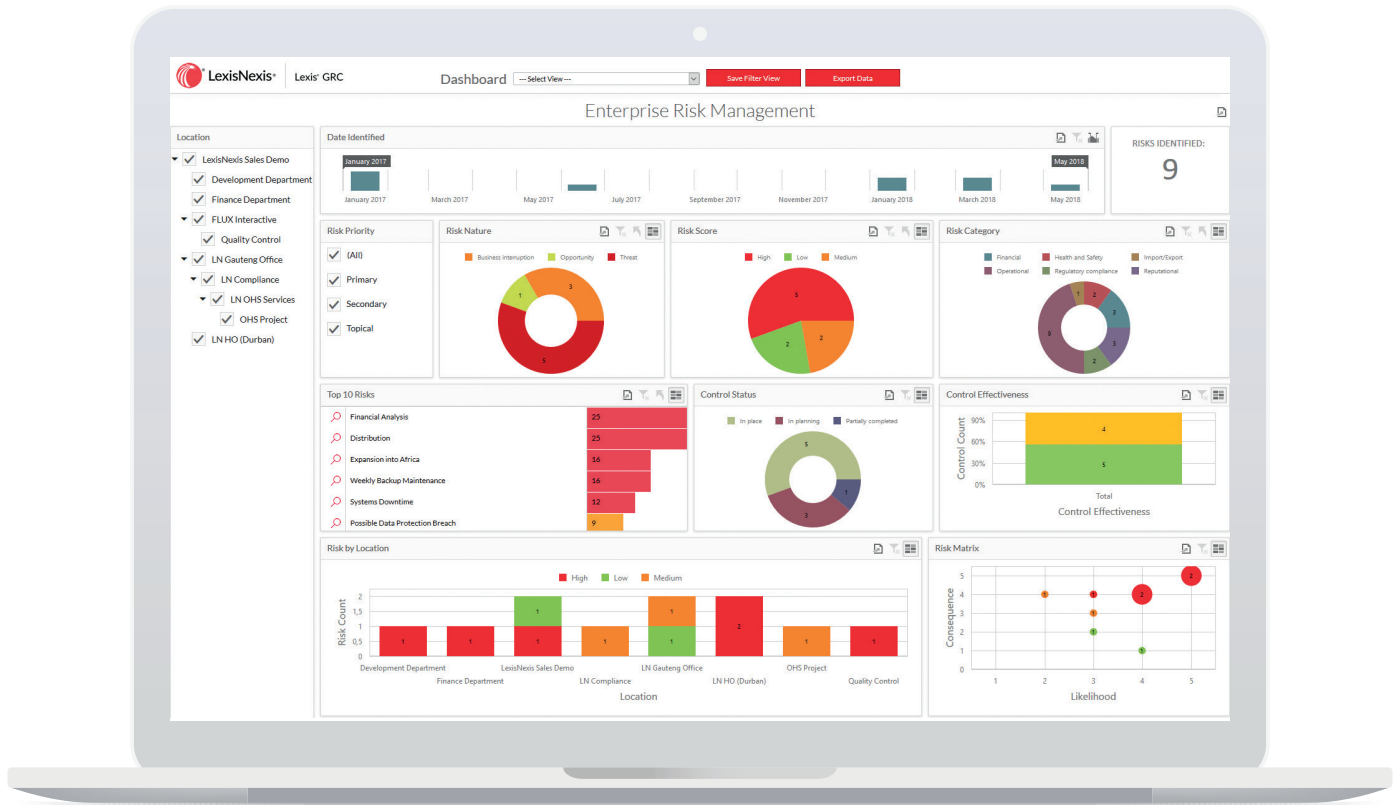 LexisNexis® Lexis® GRC
Dashboard
--- Select View ---
Save Filter View
Export Data
Enterprise Risk Management
Location
LexisNexis Sales Demo
Development Department
Finance Department
FLUX Interactive
Quality Control
LN Gauteng Office
LN Compliance
LN OHS Services
OHS Project
LN HO (Durban)
Date Identified
January 2017
May 2018
January 2017 March 2017 May 2017 July 2017 September 2017 November 2017 January 2018 March 2018 May 2018
RISKS IDENTIFIED:
9
Risk Priority
(All)
Primary
Secondary
Topical
Risk Nature
Business interruption Opportunity Threat
3
1
5
Risk Score
High Low Medium
5
2
2
Risk Category
Financial Health and Safety Import/Export
Operational Regulatory compliance Reputational
1
2
3
3
2
Top 10 Risks
Financial Analysis 25
Distribution 25
Expansion into Africa 16
Weekly Backup Maintenance 16
Systems Downtime 12
Possible Data Protection Breach 9
Control Status
In place In planning Partially completed
5
1
3
Control Effectiveness
Control Count
90%
60%
30%
0%
4
5
Total
Control Effectiveness
Risk by Location
High Low Medium
Risk Count
2
1,5
1
0,5
0
1 1 1 1 1 1 1 2 1 1
Development Department LexisNexis Sales Demo LN Gauteng Office OHS Project
Finance Department LN Compliance LN HO (Durban) Quality Control
Location
Risk Matrix
Consequence
5
4
3
2
1
0
2
1 1 2
1
1
1
1 2 3 4 5
Likelihood